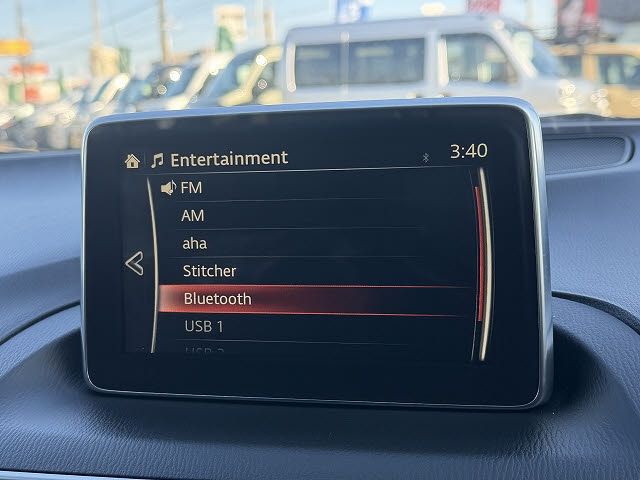 Entertainment 3:40
FM
AM
aha
Stitcher
Bluetooth
USB 1